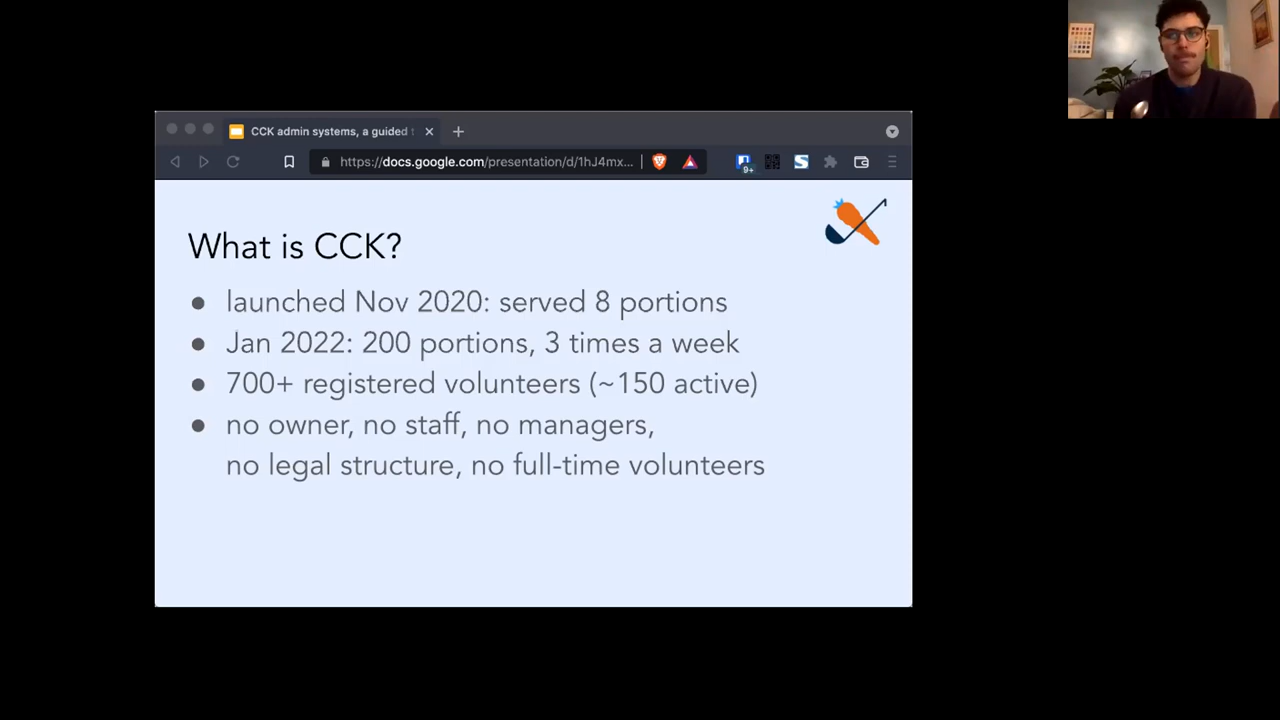 CCK admin systems, a guided
https://docs.google.com/presentation/d/1hJ4mx...
9+
What is CCK?
● launched Nov 2020: served 8 portions
● Jan 2022: 200 portions, 3 times a week
● 700+ registered volunteers (~150 active)
● no owner, no staff, no managers,
no legal structure, no full-time volunteers